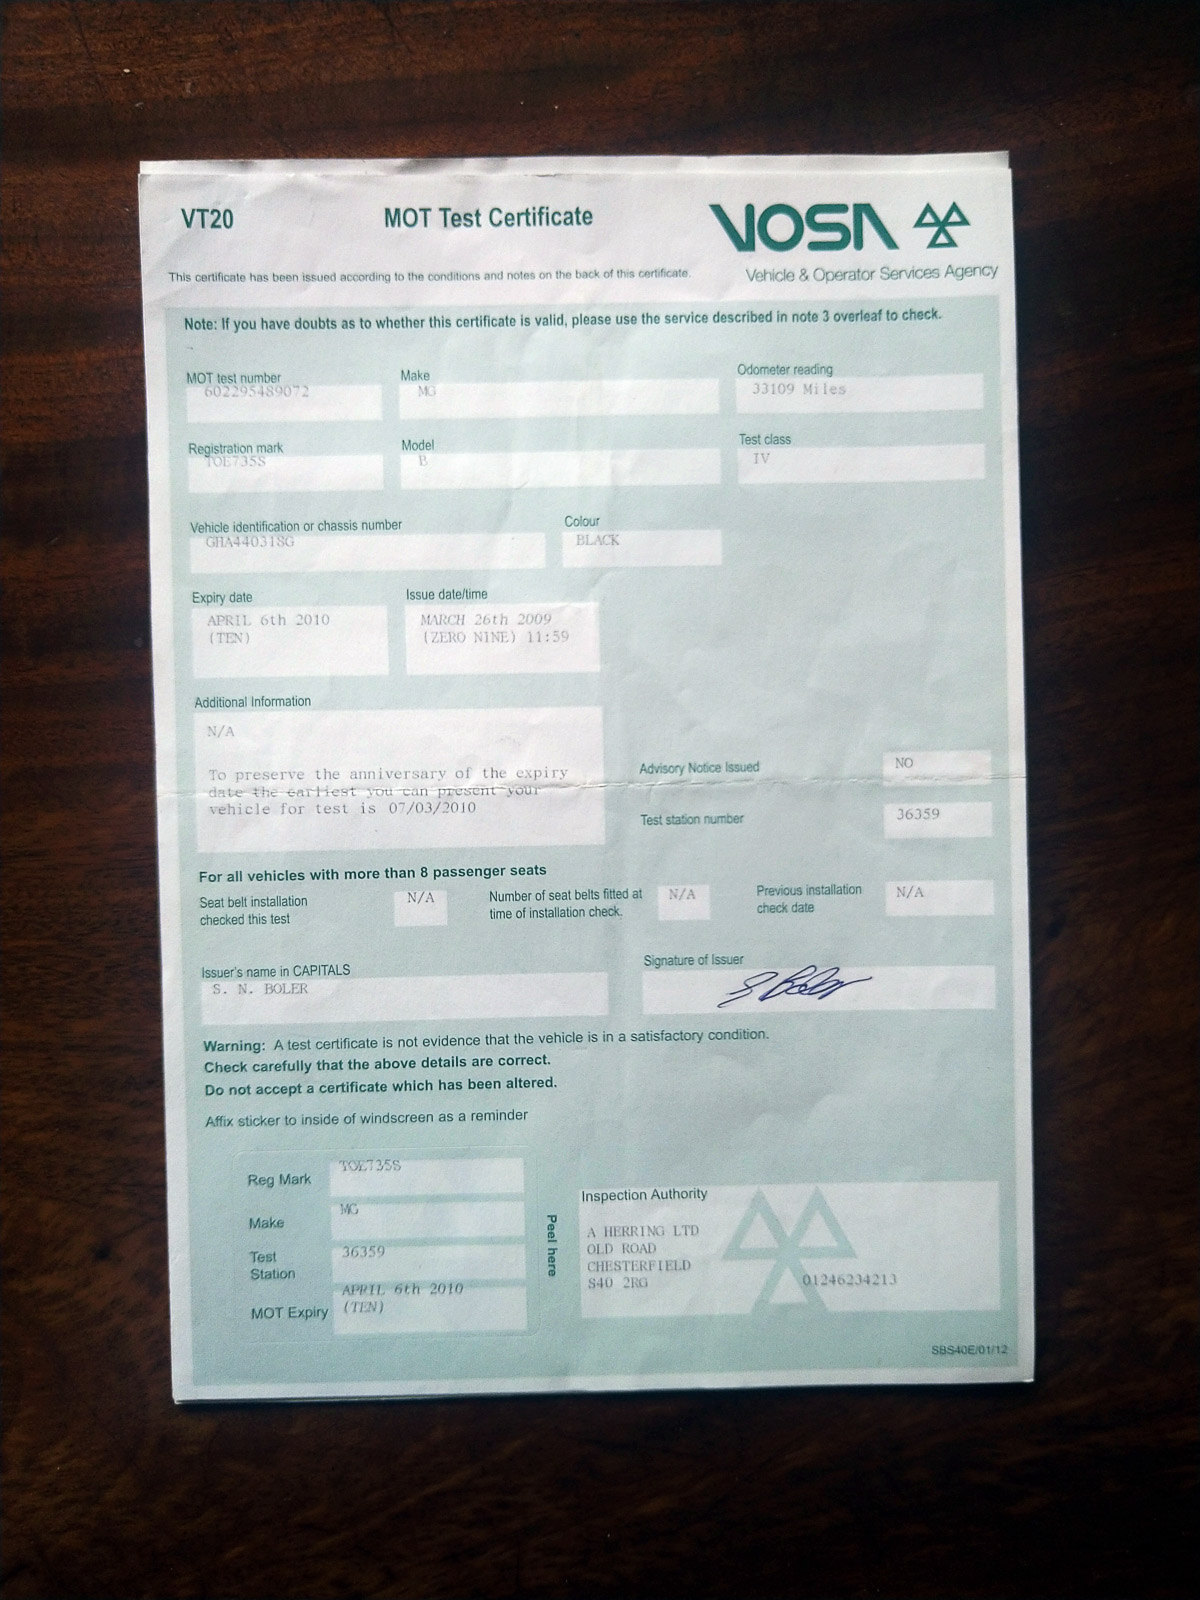 VT20
MOT Test Certificate
VOSA
Vehicle & Operator Services Agency
This certificate has been issued according to the conditions and notes on the back of this certificate.
Note: If you have doubts as to whether this certificate is valid, please use the service described in note 3 overleaf to check.
MOT test number
602295489072
Make
MG
Odometer reading
33109 Miles
Registration mark
TOE735S
Model
B
Test class
IV
Vehicle identification or chassis number
GHA440318G
Colour
BLACK
Expiry date
APRIL 6th 2010
(TEN)
Issue date/time
MARCH 26th 2009
(ZERO NINE) 11:59
Additional Information
N/A
To preserve the anniversary of the expiry
date the earliest you can present your
vehicle for test is 07/03/2010
Advisory Notice Issued
NO
Test station number
36359
For all vehicles with more than 8 passenger seats
Seat belt installation
checked this test
N/A
Number of seat belts fitted at
time of installation check.
N/A
Previous installation
check date
N/A
Issuer's name in CAPITALS
S. N. BOLER
Signature of Issuer
S Boler
Warning: A test certificate is not evidence that the vehicle is in a satisfactory condition.
Check carefully that the above details are correct.
Do not accept a certificate which has been altered.
Affix sticker to inside of windscreen as a reminder
Reg Mark
TOE735S
Make
MG
Test
Station
36359
MOT Expiry
APRIL 6th 2010
(TEN)
Peel here
Inspection Authority
A HERRING LTD
OLD ROAD
CHESTERFIELD
S40 2RG
01246234213
SBS40E/01/12